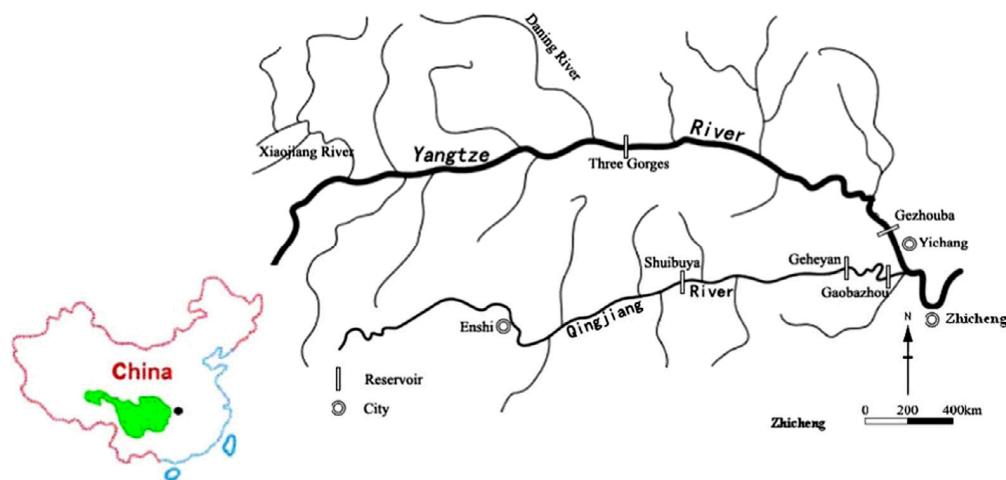 Daning River
Xiaojiang River
Yangtze
River
Three Gorges
Gezhouba
Yichang
Shuibuya
Geheyan
River
Gaobazhou
Qingjiang
Enshi
Zhicheng
N
China
Reservoir
City
0 200 400km
Zhicheng